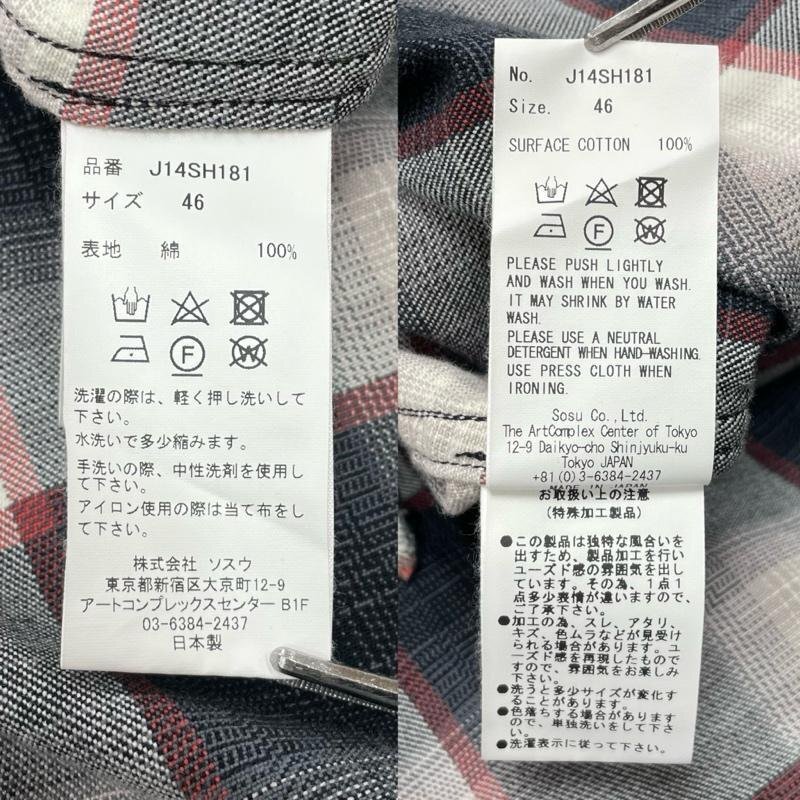 品番 J14SH181
サイズ 46
表地 綿 100%
F
W
洗濯の際は、軽く押し洗いして
下さい。
水洗いで多少縮みます。
手洗いの際、中性洗剤を使用し
て下さい。
アイロン使用の際は当て布をし
て下さい。
株式会社 ソスウ
東京都新宿区大京町12-9
アートコンプレックスセンター B1F
03-6384-2437
日本製
No. J14SH181
Size. 46
SURFACE COTTON 100%
F
W
PLEASE PUSH LIGHTLY
AND WASH WHEN YOU WASH.
IT MAY SHRINK BY WATER
WASH.
PLEASE USE A NEUTRAL
DETERGENT WHEN HAND-WASHING.
USE PRESS CLOTH WHEN
IRONING.
Sosu Co.,Ltd.
The ArtComplex Center of Tokyo
12-9 Daikyo-cho Shinjyuku-ku
Tokyo JAPAN
+81(0)3-6384-2437
MADE IN JAPAN
お取扱い上の注意
(特殊加工製品)
●この製品は独特な風合いを
出すため、製品加工を行い
ユーズド感の雰囲気を出し
ています。その為、1点1
点多少表情が違いますので、
ご了承下さい。
●加工の為、スレ、アタリ、
キズ、色ムラなどが見受け
られる場合があります。ユ
ーズド感を再現したもので
すので、雰囲気をお楽しみ
下さい。
●洗うと多少サイズが変化す
ることがあります。
●色落ちする場合があります
ので、単独洗いをして下さ
い。
●洗濯表示に従って下さい。